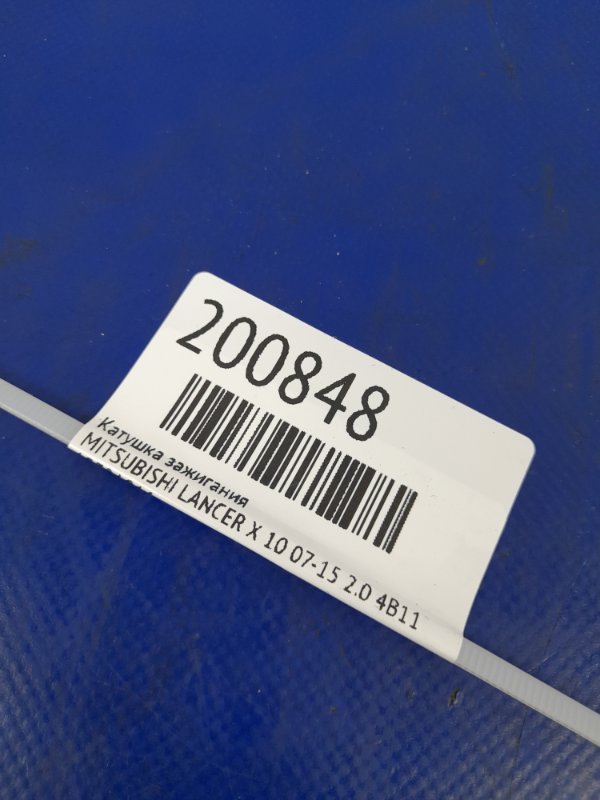 200848
Катушка зажигания
MITSUBISHI LANCER X 10 07-15 2.0 4B11